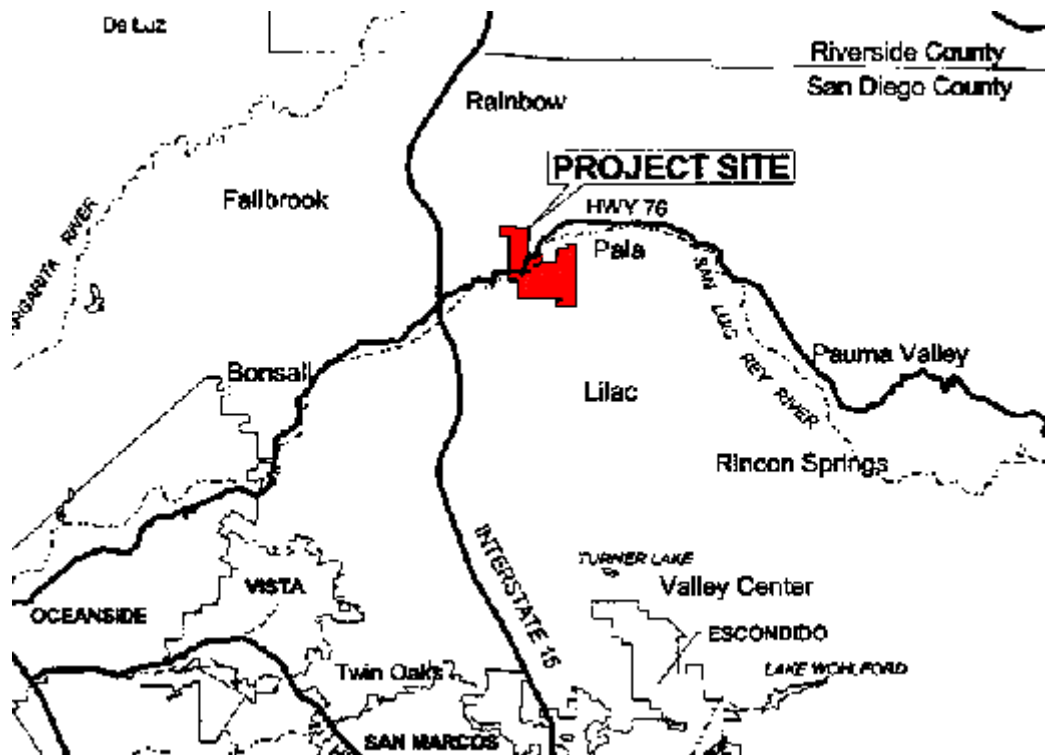 De Luz
Riverside County
San Diego County
Rainbow
PROJECT SITE
Fallbrook
HWY 76
Pala
ARGARITA RIVER
SAN LUIS REY RIVER
Pauma Valley
Bonsall
Lilac
Rincon Springs
INTERSTATE 15
TURNER LAKE
Valley Center
VISTA
OCEANSIDE
ESCONDIDO
Twin Oaks
LAKE WOHLFORD
SAN MARCOS